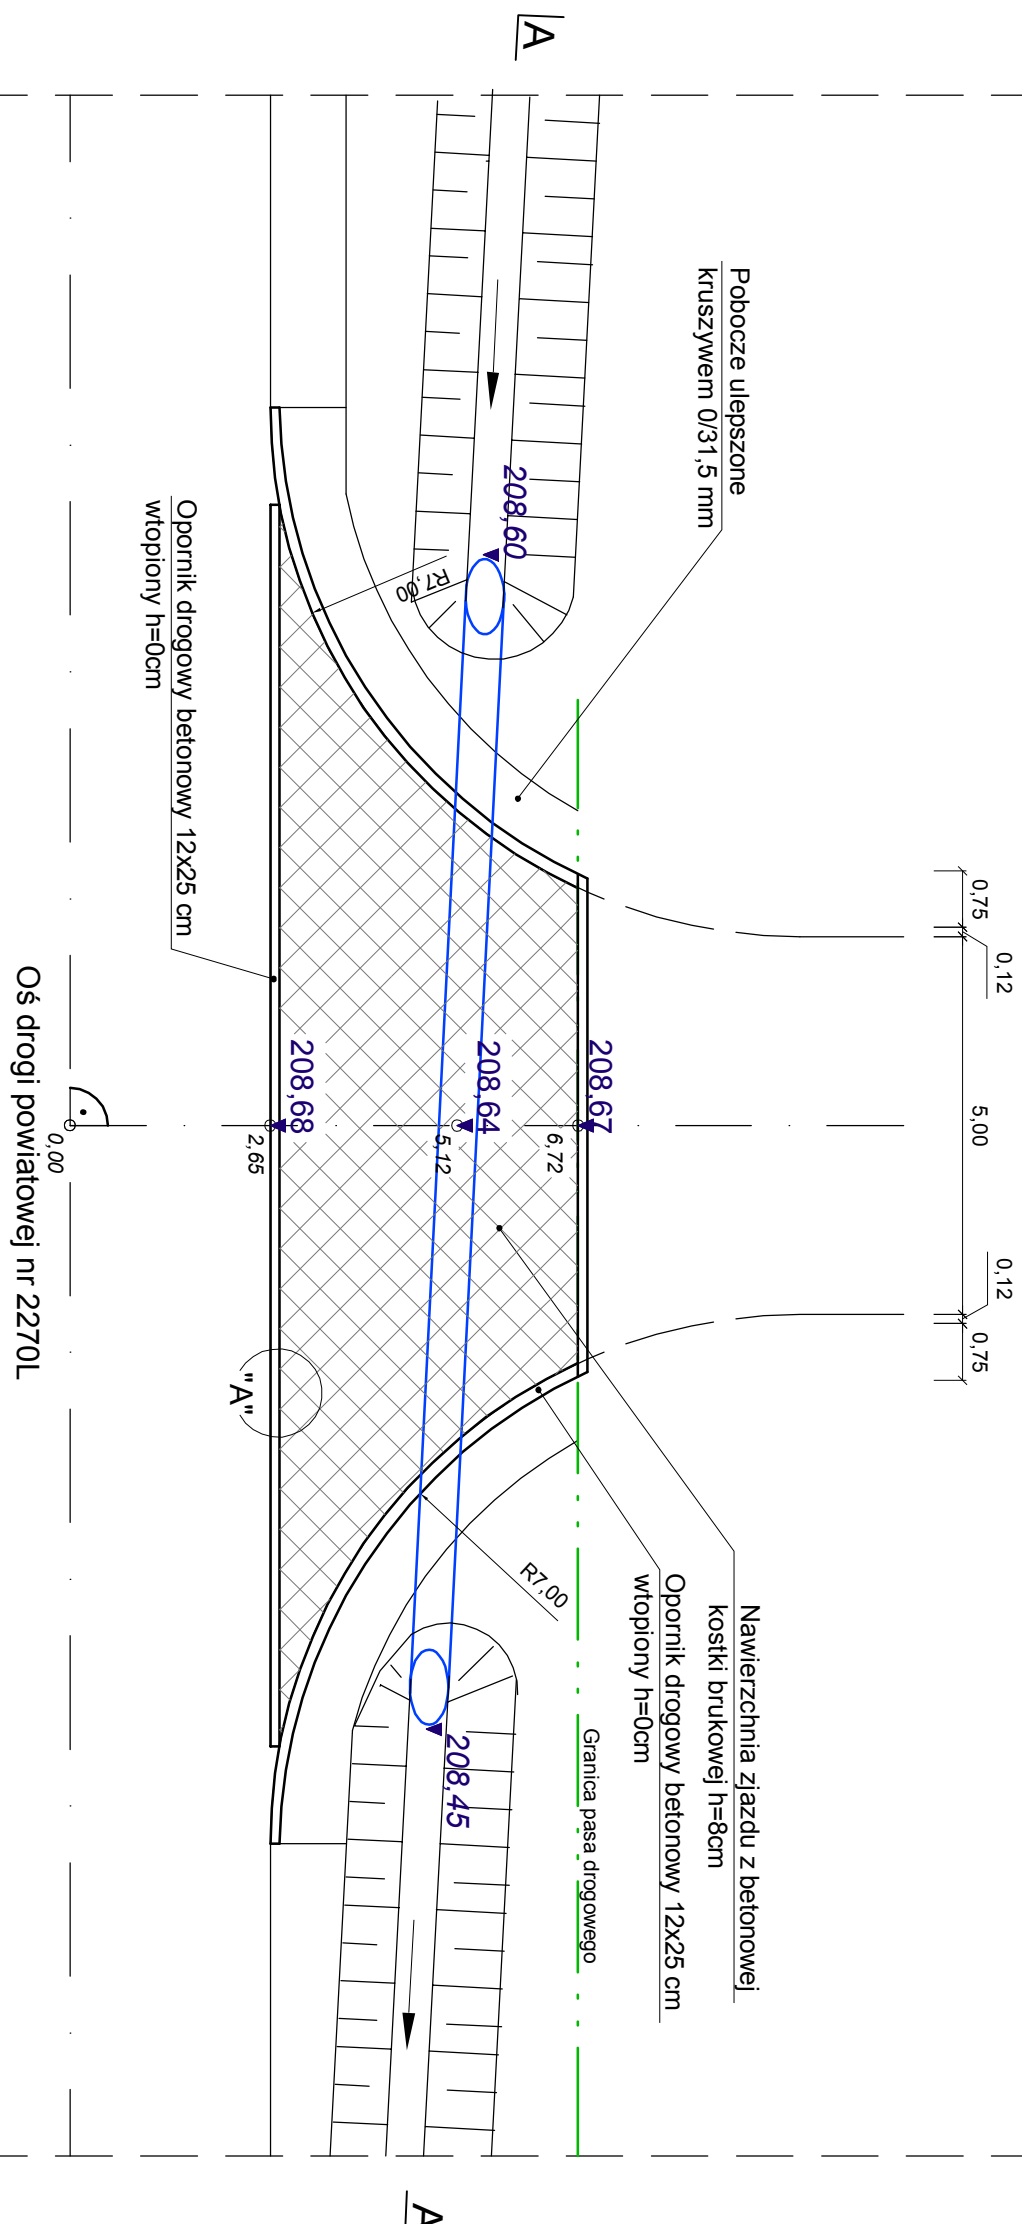 A
A
0,75
0,12
5,00
0,12
0,75
Pobocze ulepszone
kruszywem 0/31,5 mm
Nawierzchnia zjazdu z betonowej
kostki brukowej h=8cm
Opornik drogowy betonowy 12x25 cm
wtopiony h=0cm
Granica pasa drogowego
208,60
R7,00
208,67
6,72
208,64
5,12
R7,00
208,45
208,68
2,65
"A"
Opornik drogowy betonowy 12x25 cm
wtopiony h=0cm
0,00
Oś drogi powiatowej nr 2270L